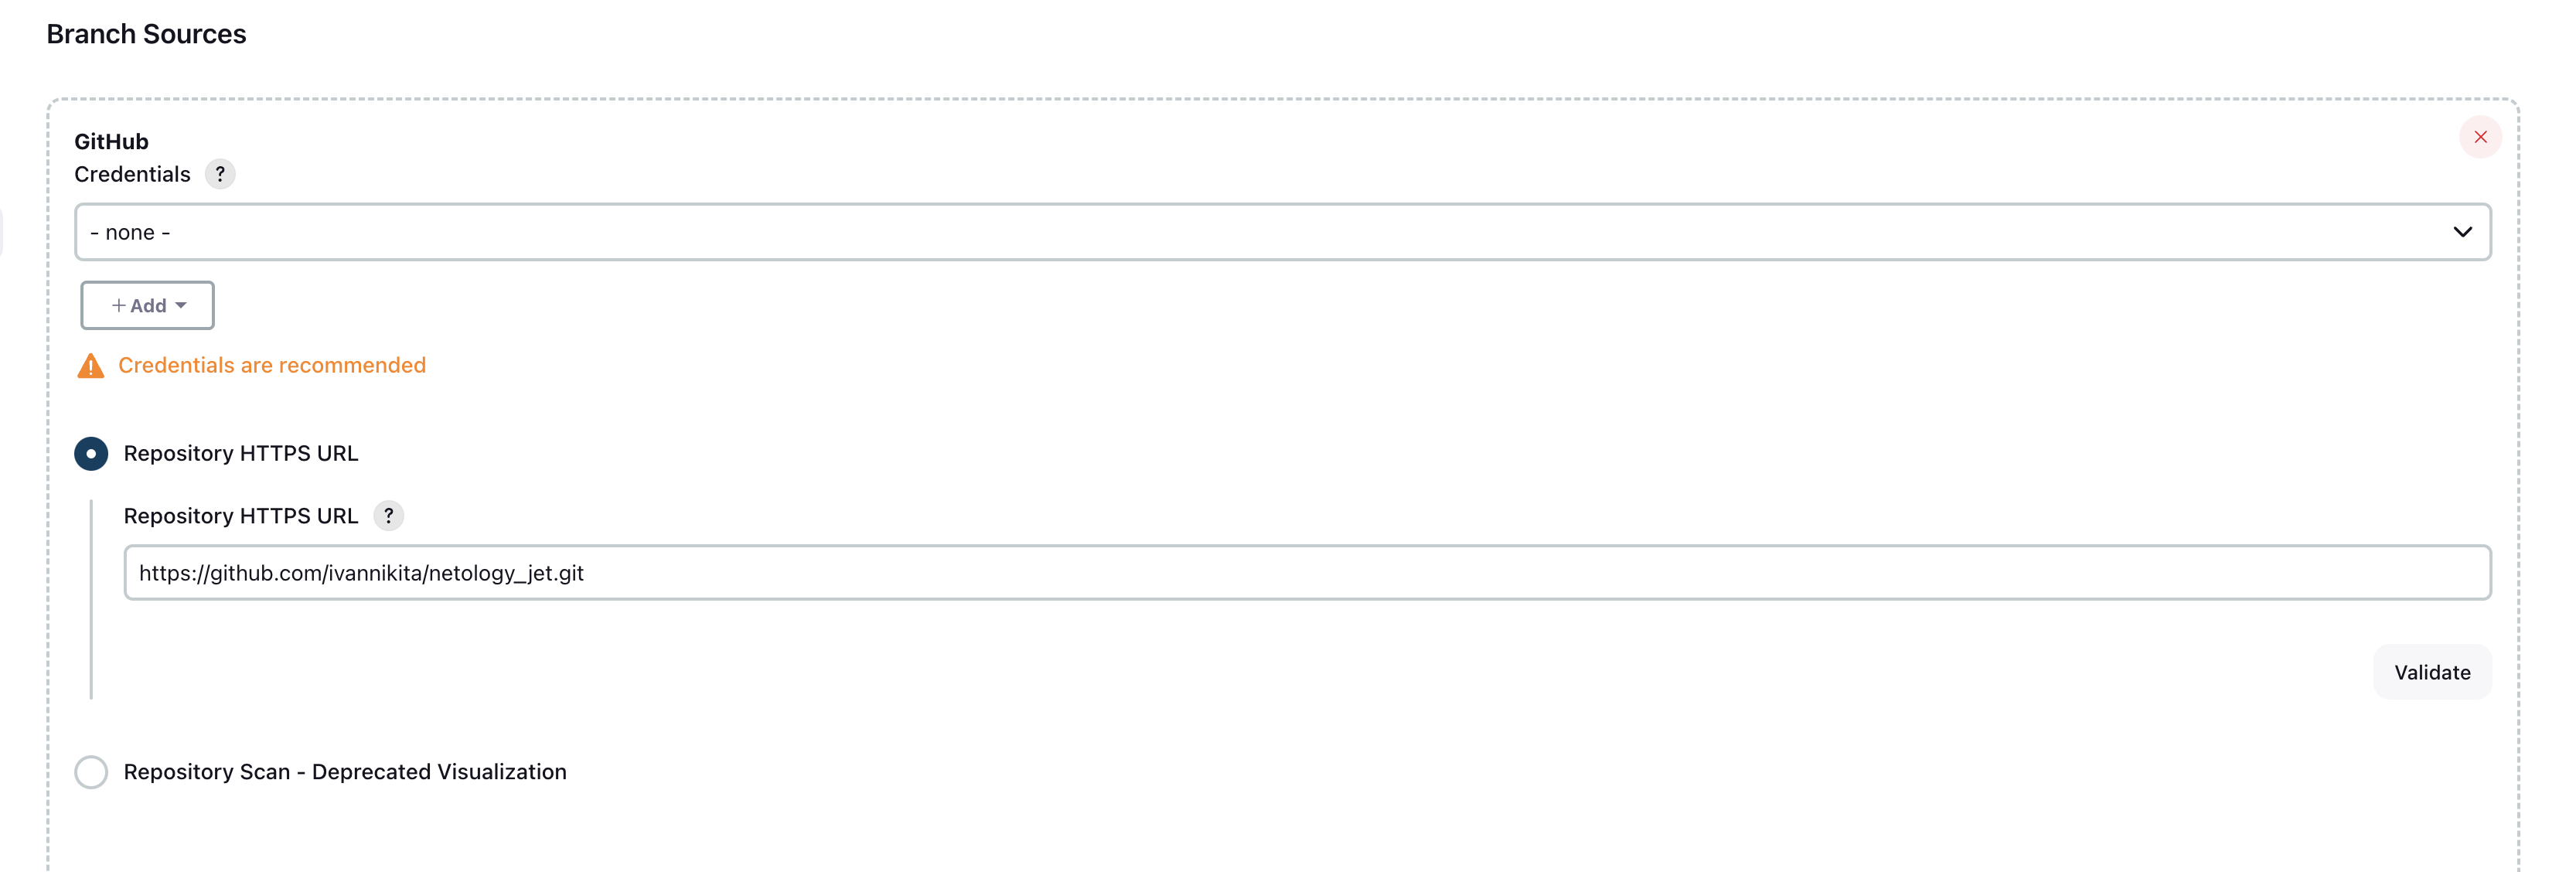 Branch Sources
GitHub
Credentials ?
- none -
+ Add
Credentials are recommended
Repository HTTPS URL
Repository HTTPS URL ?
https://github.com/ivannikita/netology_jet.git
Validate
Repository Scan - Deprecated Visualization